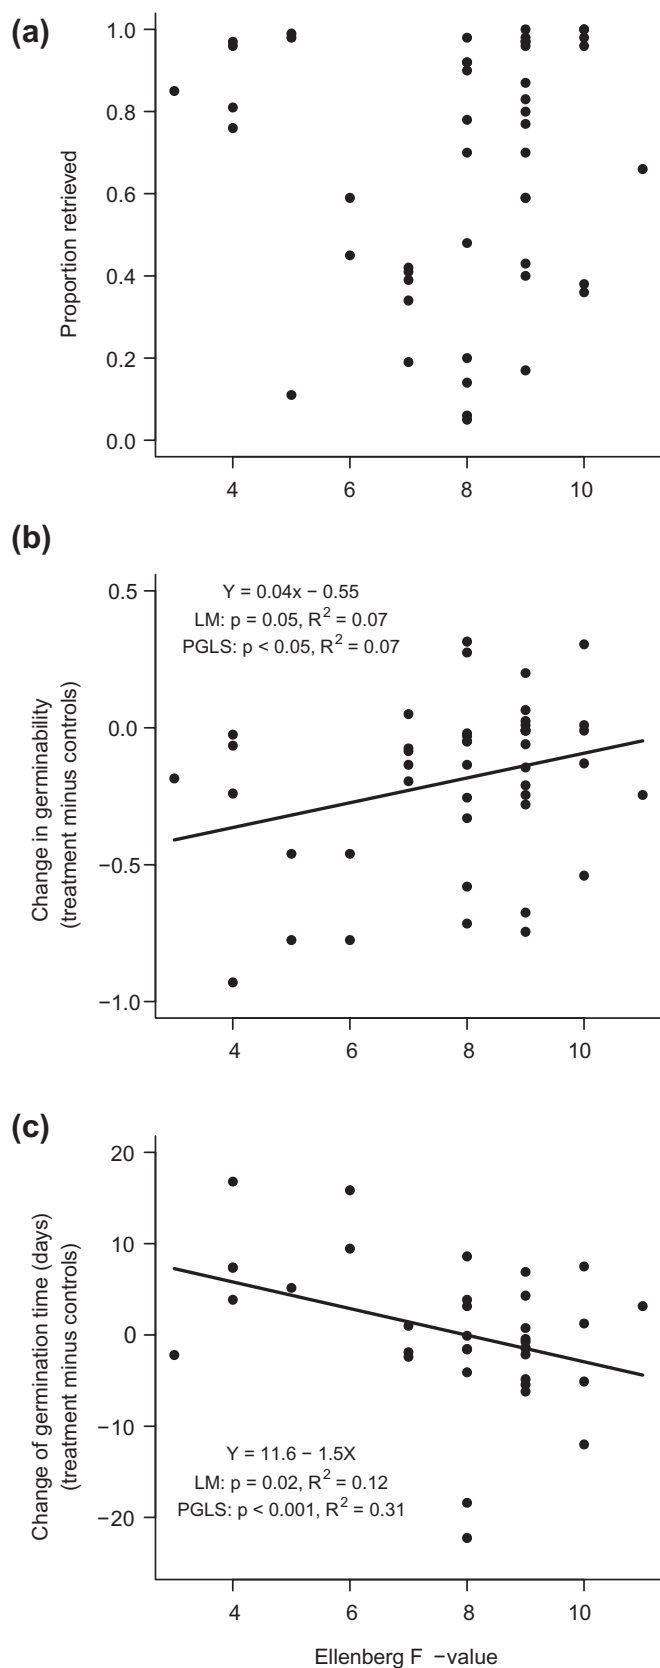 (a)
1.0
0.8
0.6
0.4
0.2
0.0
Proportion retrieved
4 6 8 10
(b)
0.5
0.0
−0.5
−1.0
Change in germinability
(treatment minus controls)
Y = 0.04x − 0.55
LM: p = 0.05, R² = 0.07
PGLS: p < 0.05, R² = 0.07
4 6 8 10
(c)
20
10
0
−10
−20
Change of germination time (days)
(treatment minus controls)
Y = 11.6 − 1.5X
LM: p = 0.02, R² = 0.12
PGLS: p < 0.001, R² = 0.31
4 6 8 10
Ellenberg F −value